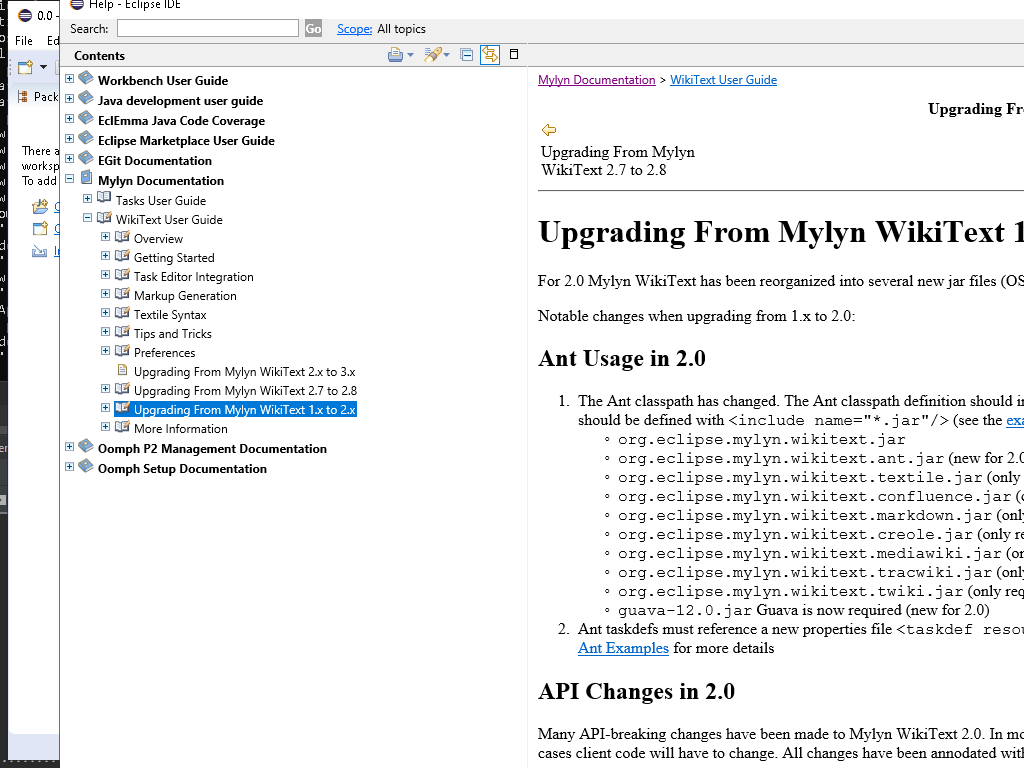 0.0 -
Help - Eclipse IDE
File Ed
Search: Go Scope: All topics
Contents
Pack
There a
worksp
To add
Workbench User Guide
Java development user guide
EclEmma Java Code Coverage
Eclipse Marketplace User Guide
EGit Documentation
Mylyn Documentation
Tasks User Guide
WikiText User Guide
Overview
Getting Started
Task Editor Integration
Markup Generation
Textile Syntax
Tips and Tricks
Preferences
Upgrading From Mylyn WikiText 2.x to 3.x
Upgrading From Mylyn WikiText 2.7 to 2.8
Upgrading From Mylyn WikiText 1.x to 2.x
More Information
Oomph P2 Management Documentation
Oomph Setup Documentation
Mylyn Documentation > WikiText User Guide
Upgrading Fr
Upgrading From Mylyn
WikiText 2.7 to 2.8
Upgrading From Mylyn WikiText 1
For 2.0 Mylyn WikiText has been reorganized into several new jar files (OS
Notable changes when upgrading from 1.x to 2.0:
Ant Usage in 2.0
1. The Ant classpath has changed. The Ant classpath definition should in
should be defined with <include name="*.jar"/> (see the exa
◦ org.eclipse.mylyn.wikitext.jar
◦ org.eclipse.mylyn.wikitext.ant.jar (new for 2.0
◦ org.eclipse.mylyn.wikitext.textile.jar (only
◦ org.eclipse.mylyn.wikitext.confluence.jar (o
◦ org.eclipse.mylyn.wikitext.markdown.jar (only
◦ org.eclipse.mylyn.wikitext.creole.jar (only re
◦ org.eclipse.mylyn.wikitext.mediawiki.jar (on
◦ org.eclipse.mylyn.wikitext.tracwiki.jar (only
◦ org.eclipse.mylyn.wikitext.twiki.jar (only req
◦ guava-12.0.jar Guava is now required (new for 2.0)
2. Ant taskdefs must reference a new properties file <taskdef resou
Ant Examples for more details
API Changes in 2.0
Many API-breaking changes have been made to Mylyn WikiText 2.0. In mo
cases client code will have to change. All changes have been annodated with